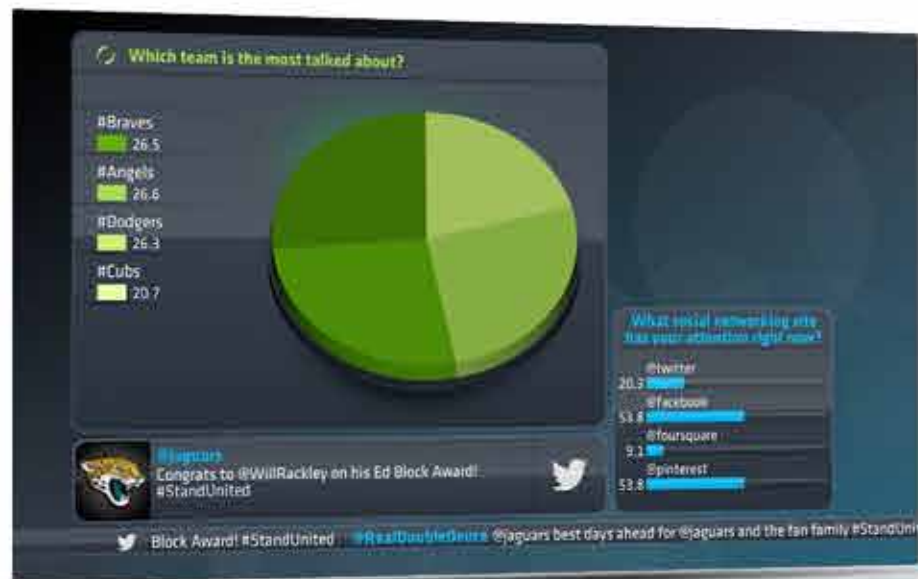 Which team is the most talked about?
#Braves
26.5
#Angels
26.6
#Dodgers
26.3
#Cubs
20.7
What social networking site
has your attention right now?
@twitter
20.3
@facebook
53.8
@foursquare
9.1
@pinterest
53.8
@jaguars
Congrats to @WillRackley on his Ed Block Award!
#StandUnited
Block Award! #StandUnited @jaguars best days ahead for @jaguars and the fan family #StandUni